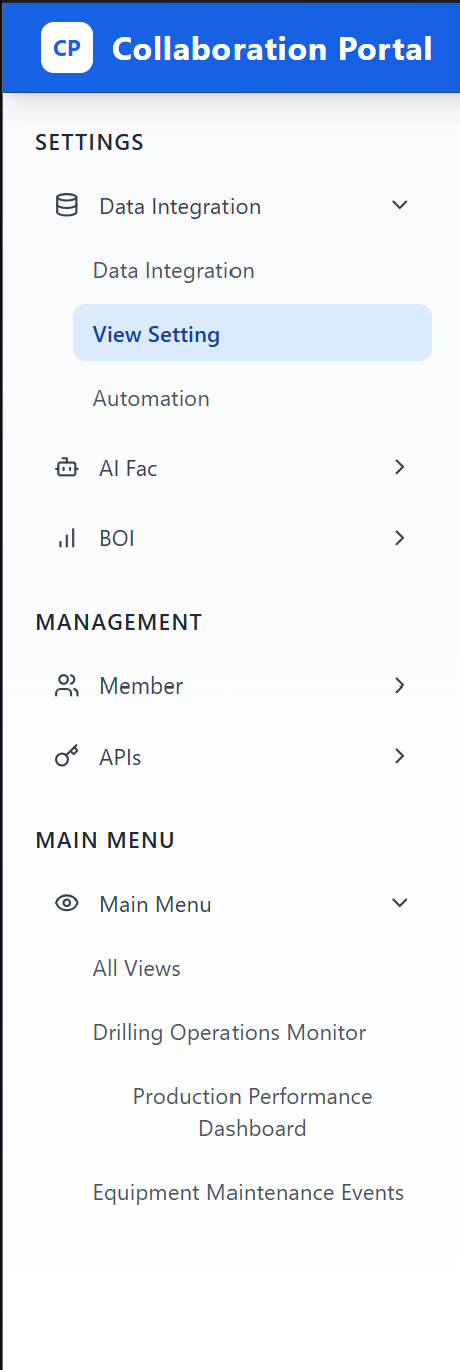 CP Collaboration Portal
SETTINGS
Data Integration
Data Integration
View Setting
Automation
AI Fac
BOI
MANAGEMENT
Member
APIs
MAIN MENU
Main Menu
All Views
Drilling Operations Monitor
Production Performance
Dashboard
Equipment Maintenance Events